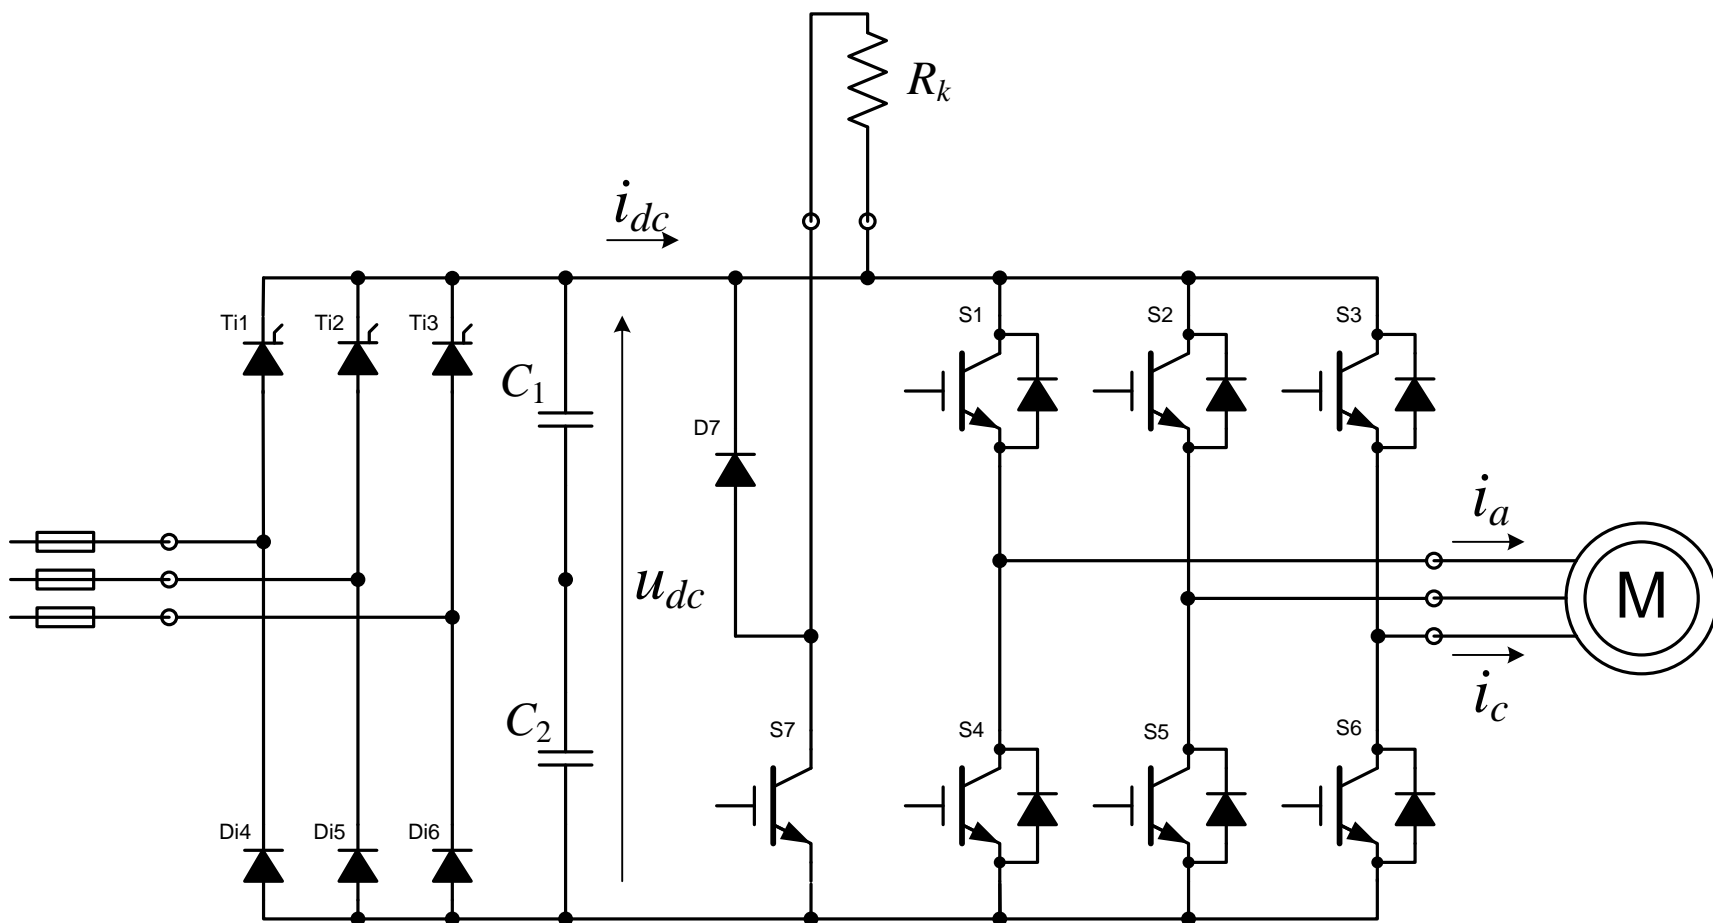 R_k
i_dc
Ti1 Ti2 Ti3 S1 S2 S3
C_1
D7
i_a
u_dc M
i_c
C_2 S7 S4 S5 S6
Di4 Di5 Di6